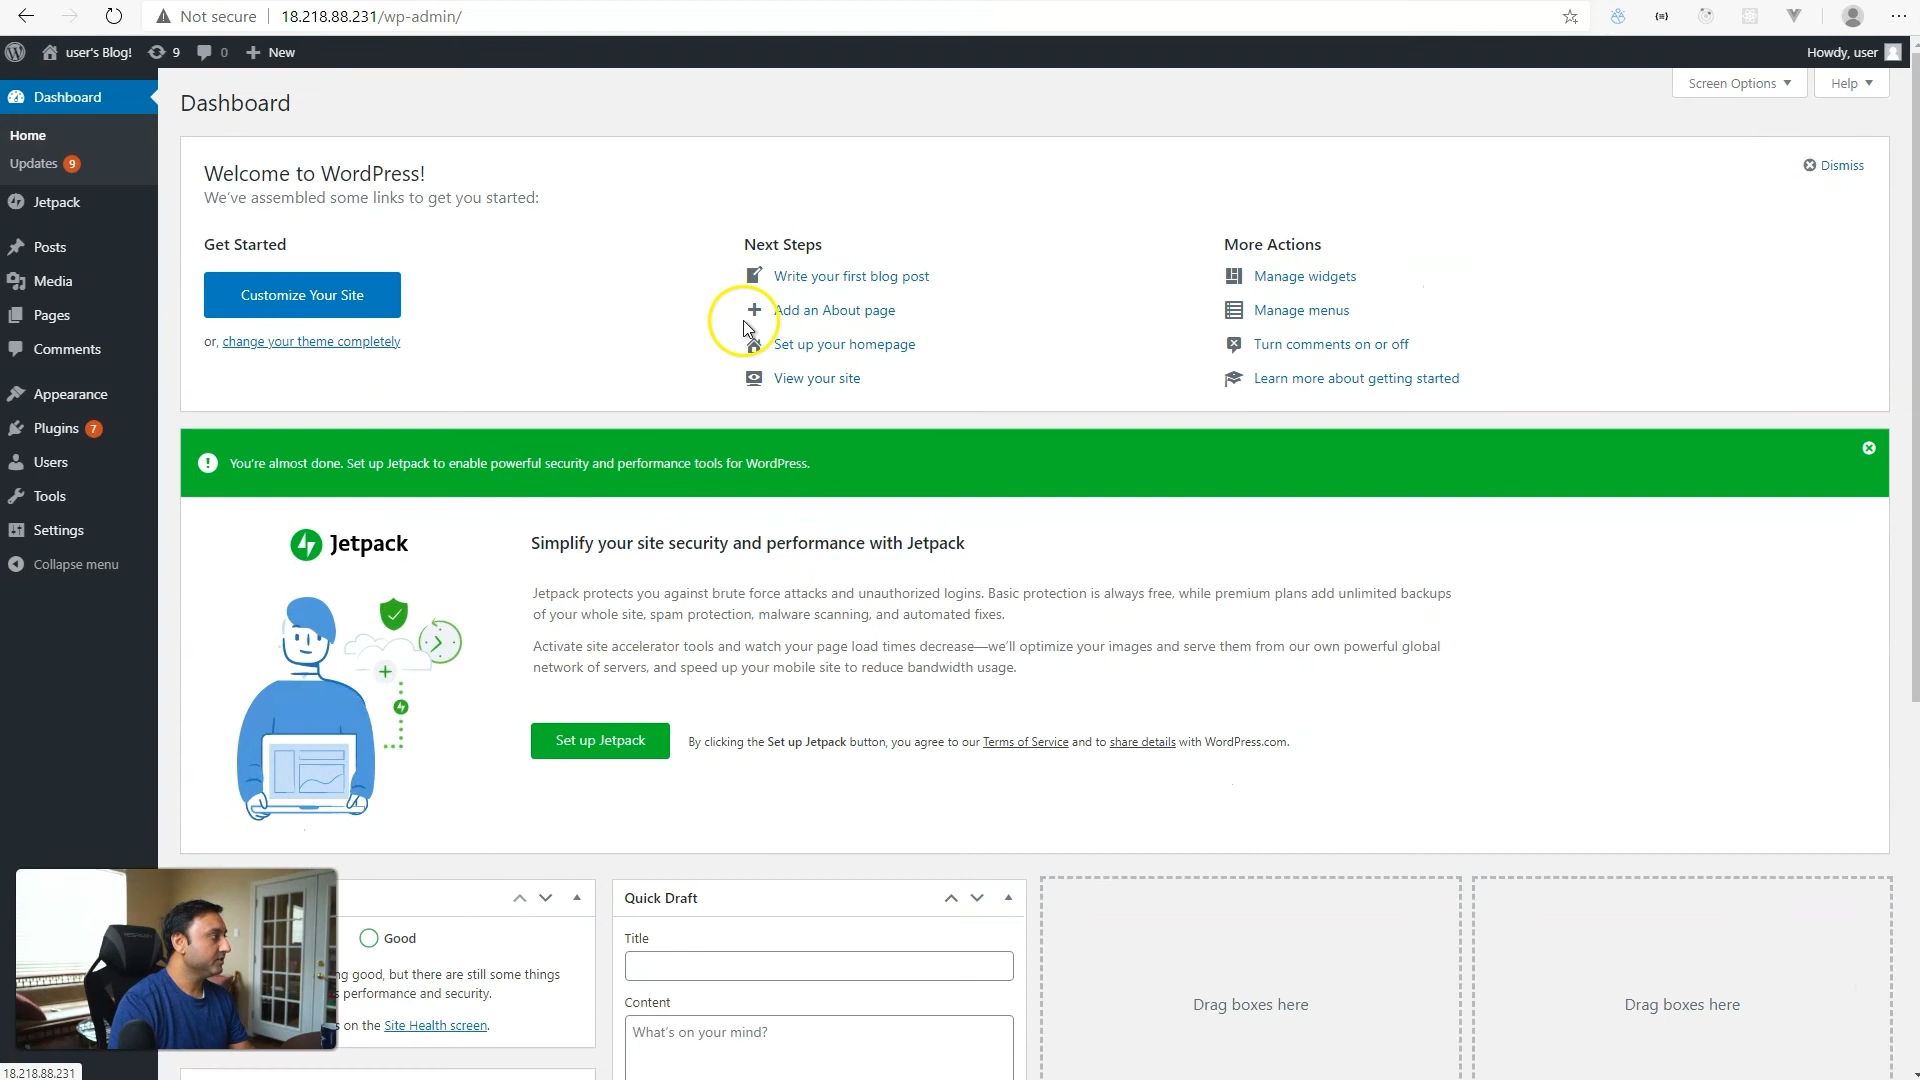 Not secure
18.218.88.231/wp-admin/
user's Blog!
9
0
New
Howdy, user
Dashboard
Home
Updates 9
Jetpack
Posts
Media
Pages
Comments
Appearance
Plugins 7
Users
Tools
Settings
Collapse menu
Dashboard
Screen Options
Help
Welcome to WordPress!
We've assembled some links to get you started:
Dismiss
Get Started
Customize Your Site
or, change your theme completely
Next Steps
Write your first blog post
Add an About page
Set up your homepage
View your site
More Actions
Manage widgets
Manage menus
Turn comments on or off
Learn more about getting started
You're almost done. Set up Jetpack to enable powerful security and performance tools for WordPress.
Jetpack
Simplify your site security and performance with Jetpack
Jetpack protects you against brute force attacks and unauthorized logins. Basic protection is always free, while premium plans add unlimited backups
of your whole site, spam protection, malware scanning, and automated fixes.
Activate site accelerator tools and watch your page load times decrease—we'll optimize your images and serve them from our own powerful global
network of servers, and speed up your mobile site to reduce bandwidth usage.
Set up Jetpack
By clicking the Set up Jetpack button, you agree to our Terms of Service and to share details with WordPress.com.
Good
ng good, but there are still some things
performance and security.
on the Site Health screen.
Quick Draft
Title
Content
What's on your mind?
Drag boxes here
Drag boxes here
18.218.88.231